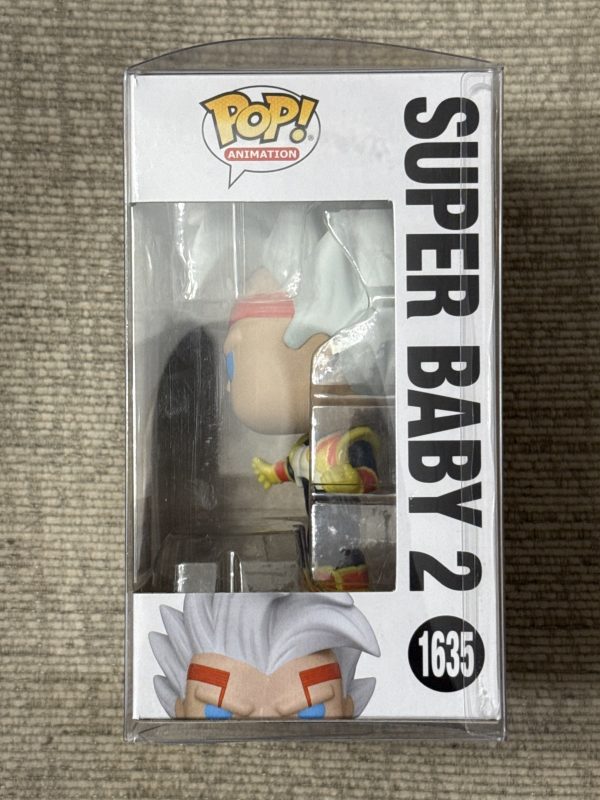 POP!
ANIMATION
SUPER BABY 2
1635